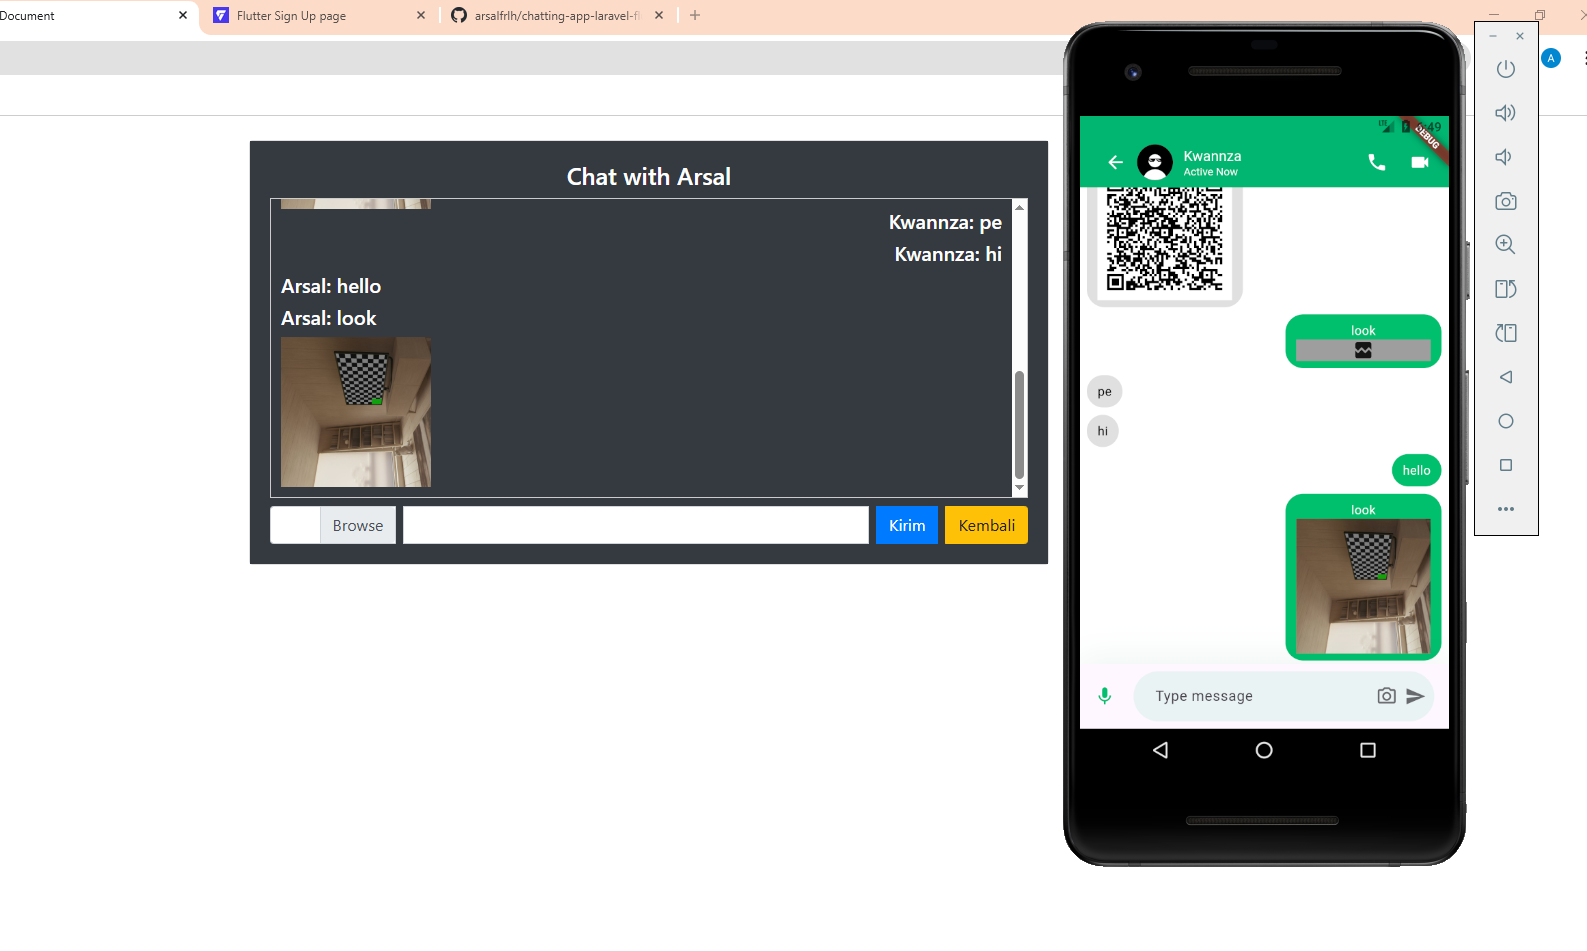 Document
Flutter Sign Up page
arsalfrlh/chatting-app-laravel-fl
A
Chat with Arsal
Kwannza: pe
Kwannza: hi
Arsal: hello
Arsal: look
Browse
Kirim
Kembali
LTE
DEBUG
Kwannza
Active Now
look
pe
hi
hello
look
Type message